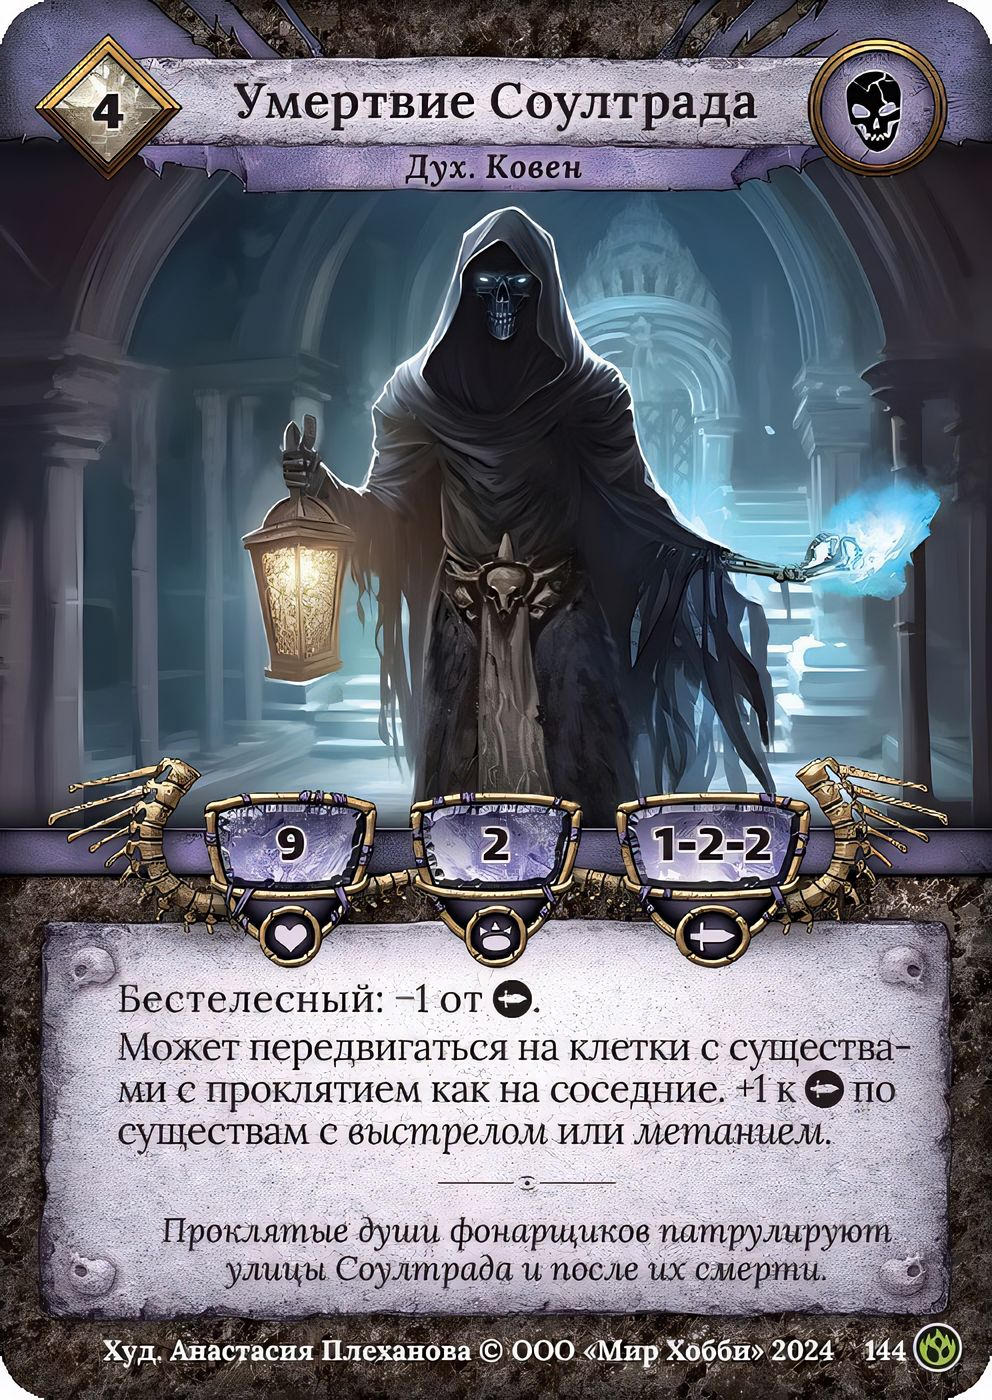 4
Умертвие Соултрада
Дух. Ковен
9
2
1-2-2
Бестелесный: −1 от .
Может передвигаться на клетки с существа-
ми с проклятием как на соседние. +1 к по
существам с выстрелом или метанием.
Проклятые души фонарщиков патрулируют
улицы Соултрада и после их смерти.
Худ. Анастасия Плеханова © ООО «Мир Хобби» 2024 144